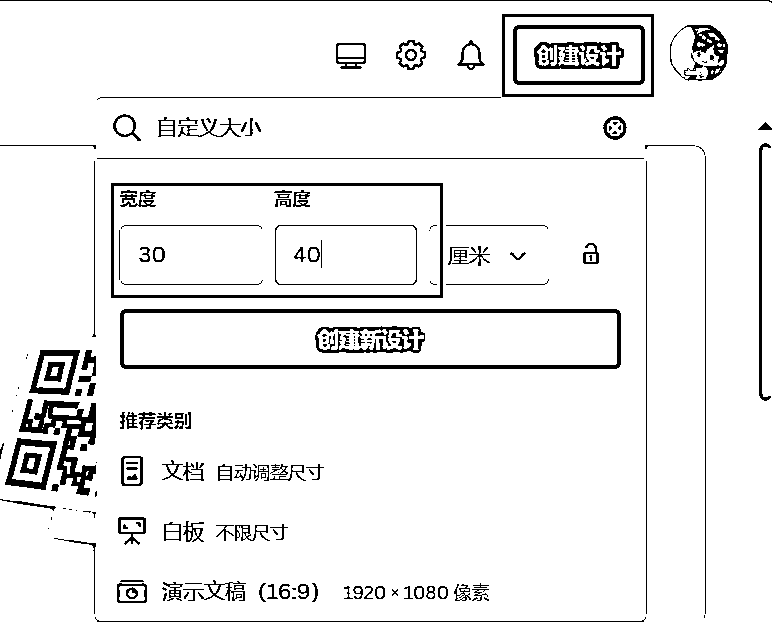 创建设计
自定义大小
宽度 高度
30 40 厘米
创建新设计
推荐类别
文档 自动调整尺寸
白板 不限尺寸
演示文稿（16:9） 1920 × 1080 像素